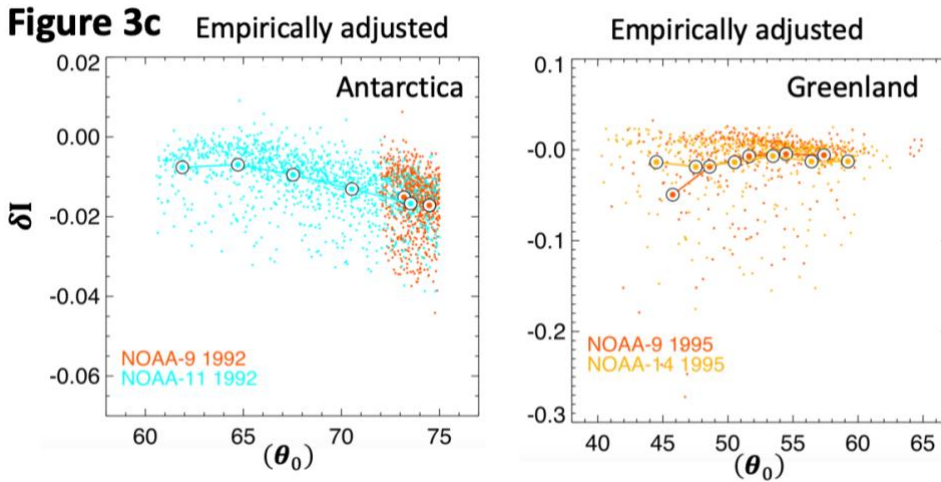 Figure 3c
Empirically adjusted
Empirically adjusted
Antarctica
0.02
0.00
-0.02
-0.04
-0.06
δI
NOAA-9 1992
NOAA-11 1992
60 65 70 75
(θ₀)
Greenland
0.1
-0.0
-0.1
-0.2
-0.3
NOAA-9 1995
NOAA-14 1995
40 45 50 55 60 65
(θ₀)